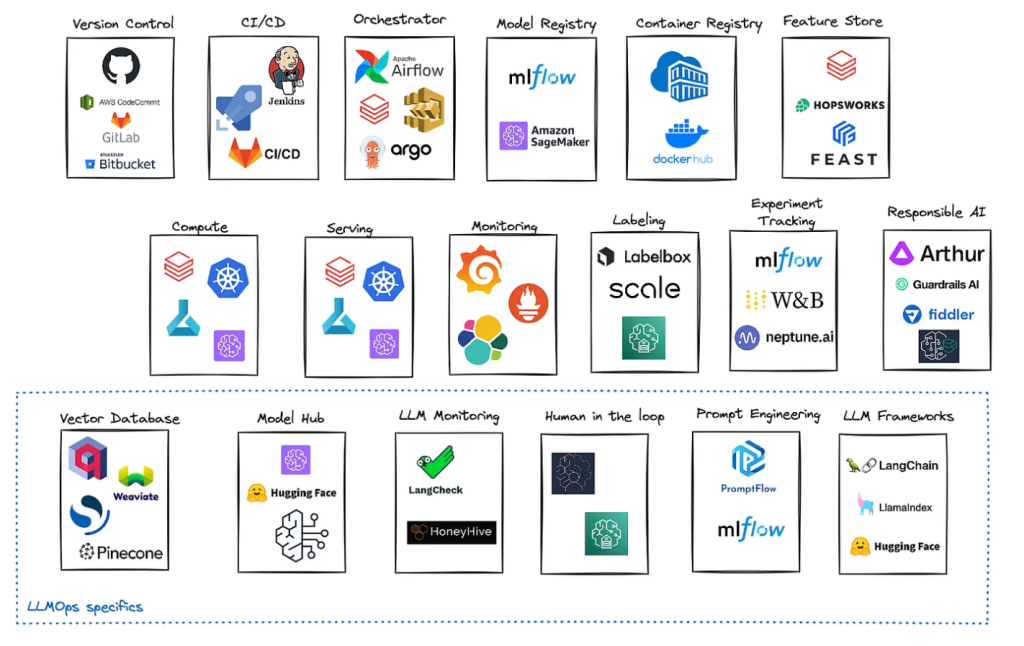 Version Control
CI/CD
Orchestrator
Model Registry
Container Registry
Feature Store
AWS CodeCommit
GitLab
ATLASSIAN
Bitbucket
Jenkins
CI/CD
Apache
Airflow
argo
mlflow
Amazon
SageMaker
docker hub
HOPSWORKS
FEAST
Compute
Serving
Monitoring
Labeling
Experiment
Tracking
Responsible AI
Labelbox
scale
mlflow
W&B
neptune.ai
Arthur
Guardrails AI
fiddler
Vector Database
Model Hub
LLM Monitoring
Human in the loop
Prompt Engineering
LLM Frameworks
Weaviate
Pinecone
Hugging Face
LangCheck
HoneyHive
PromptFlow
mlflow
LangChain
LlamaIndex
Hugging Face
LLMOps specifics